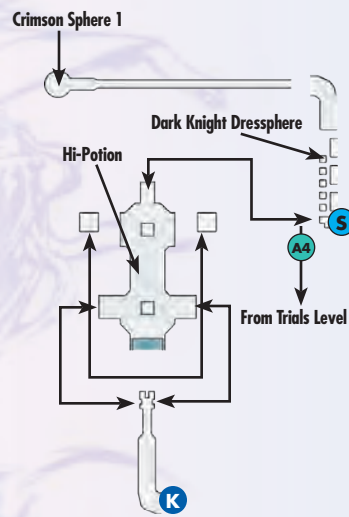 Crimson Sphere 1
Dark Knight Dressphere
Hi-Potion
S
A4
From Trials Level
K